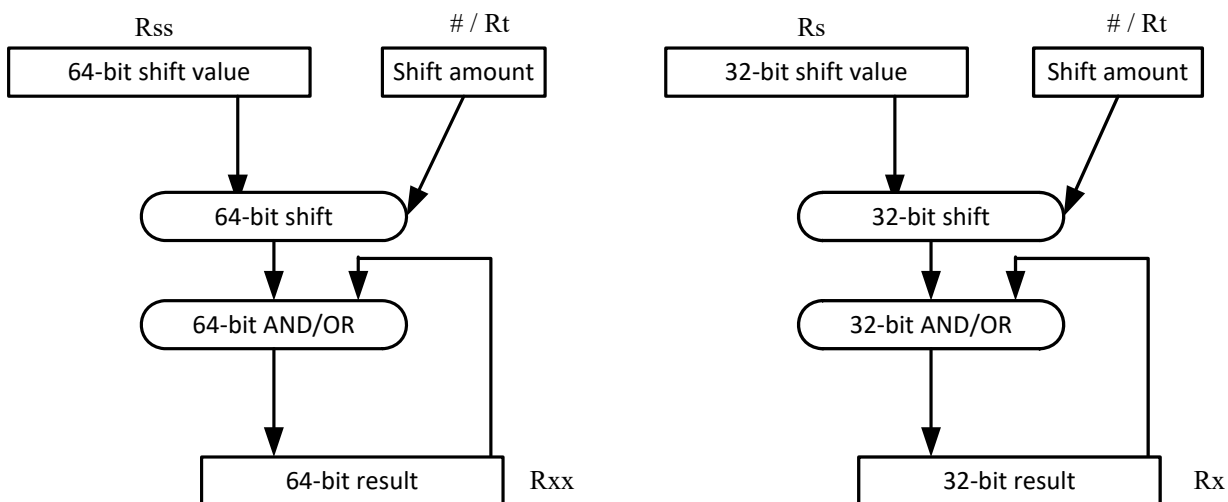 Rss
# / Rt
64-bit shift value
Shift amount
64-bit shift
64-bit AND/OR
64-bit result
Rxx
Rs
# / Rt
32-bit shift value
Shift amount
32-bit shift
32-bit AND/OR
32-bit result
Rx